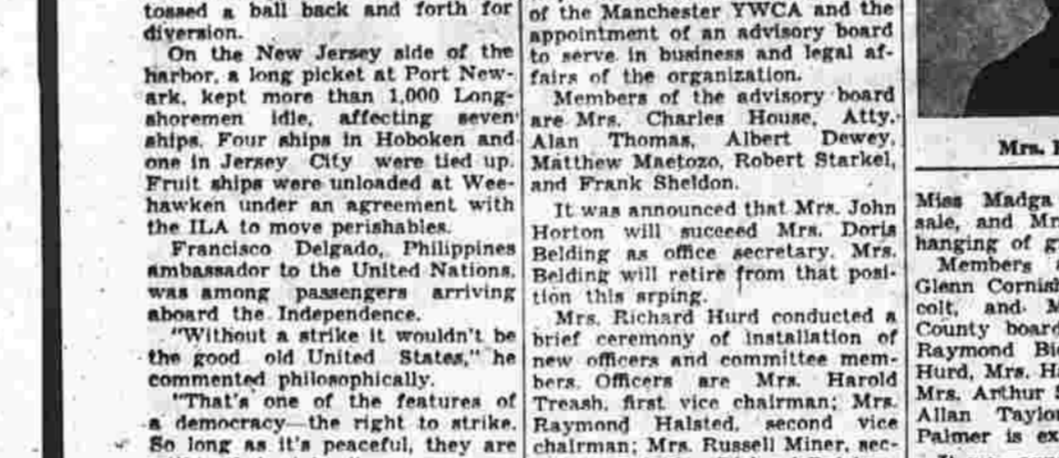 tossed a ball back and forth for
diversion.
On the New Jersey side of the
harbor, a long picket at Port New-
ark, kept more than 1,000 Long-
shoremen idle, affecting seven
ships. Four ships in Hoboken and
one in Jersey City were tied up.
Fruit ships were unloaded at Wee-
hawken under an agreement with
the ILA to move perishables.
Francisco Delgado, Philippines
ambassador to the United Nations,
was among passengers arriving
aboard the Independence.
"Without a strike it wouldn't be
the good old United States," he
commented philosophically.
"That's one of the features of
a democracy—the right to strike.
So long as it's peaceful, they are
of the Manchester YWCA and the
appointment of an advisory board
to serve in business and legal af-
fairs of the organization.
Members of the advisory board
are Mrs. Charles House, Atty.
Alan Thomas, Albert Dewey,
Matthew Maetozo, Robert Starkel,
and Frank Sheldon.
It was announced that Mrs. John
Horton will succeed Mrs. Doris
Belding as office secretary. Mrs.
Belding will retire from that posi-
tion this srping.
Mrs. Richard Hurd conducted a
brief ceremony of installation of
new officers and committee mem-
bers. Officers are Mrs. Harold
Treash, first vice chairman; Mrs.
Raymond Halsted, second vice
chairman; Mrs. Russell Miner, sec-
Mrs.
Miss Madga
sale, and
hanging of
Members
Glenn
colt, and
County board
Raymond
Hurd, Mrs.
Mrs. Arthur
Allan
Palmer is